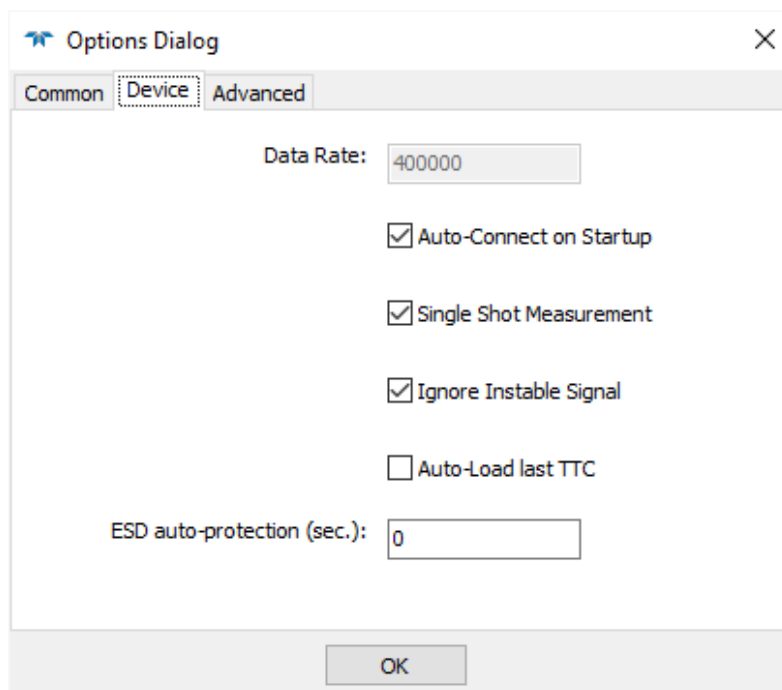 Options Dialog
Common Device Advanced
Data Rate: 400000
Auto-Connect on Startup
Single Shot Measurement
Ignore Instable Signal
Auto-Load last TTC
ESD auto-protection (sec.): 0
OK